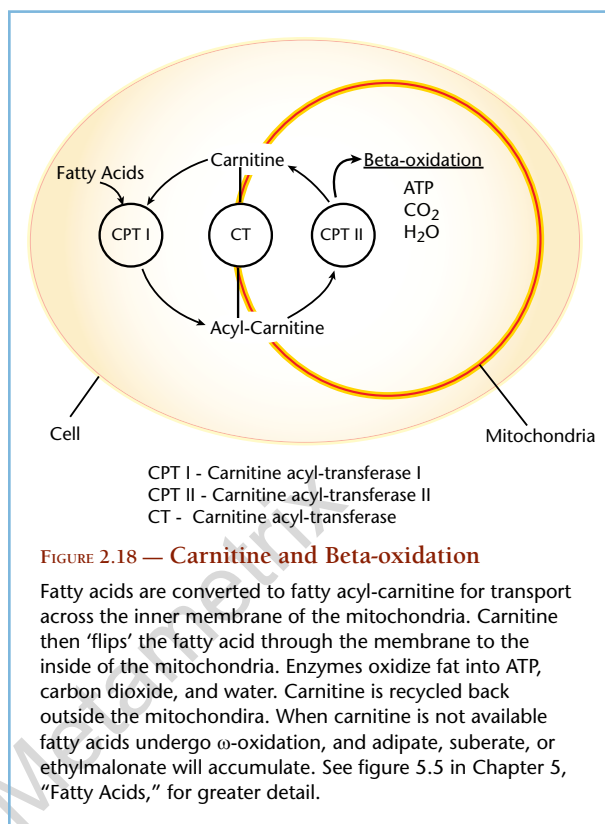 Carnitine
Beta-oxidation
Fatty Acids
ATP
CO₂
H₂O
CPT I
CT
CPT II
Acyl-Carnitine
Cell
Mitochondria
CPT I - Carnitine acyl-transferase I
CPT II - Carnitine acyl-transferase II
CT - Carnitine acyl-transferase
FIGURE 2.18 — Carnitine and Beta-oxidation
Fatty acids are converted to fatty acyl-carnitine for transport
across the inner membrane of the mitochondria. Carnitine
then ‘flips’ the fatty acid through the membrane to the
inside of the mitochondria. Enzymes oxidize fat into ATP,
carbon dioxide, and water. Carnitine is recycled back
outside the mitochondira. When carnitine is not available
fatty acids undergo ω-oxidation, and adipate, suberate, or
ethylmalonate will accumulate. See figure 5.5 in Chapter 5,
“Fatty Acids,” for greater detail.
Metametrix